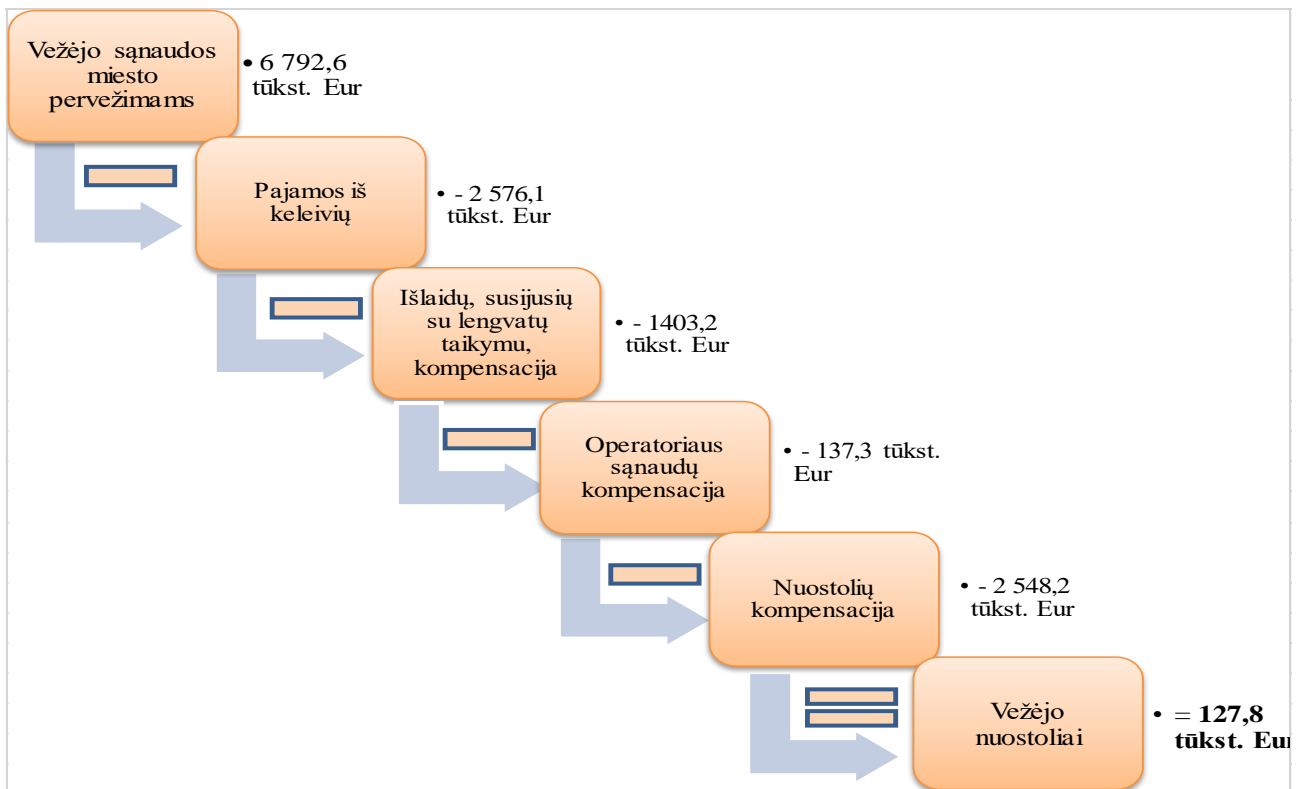 Vežėjo sąnaudos
miesto
pervežimams
• 6 792,6
tūkst. Eur
Pajamos iš
keleivių
• - 2 576,1
tūkst. Eur
Išlaidų, susijusių
su lengvatų
taikymu,
kompensacija
• - 1403,2
tūkst. Eur
Operatoriaus
sąnaudų
kompensacija
• - 137,3 tūkst.
Eur
Nuostolių
kompensacija
• - 2 548,2
tūkst. Eur
Vežėjo
nuostoliai
• = 127,8
tūkst. Eur